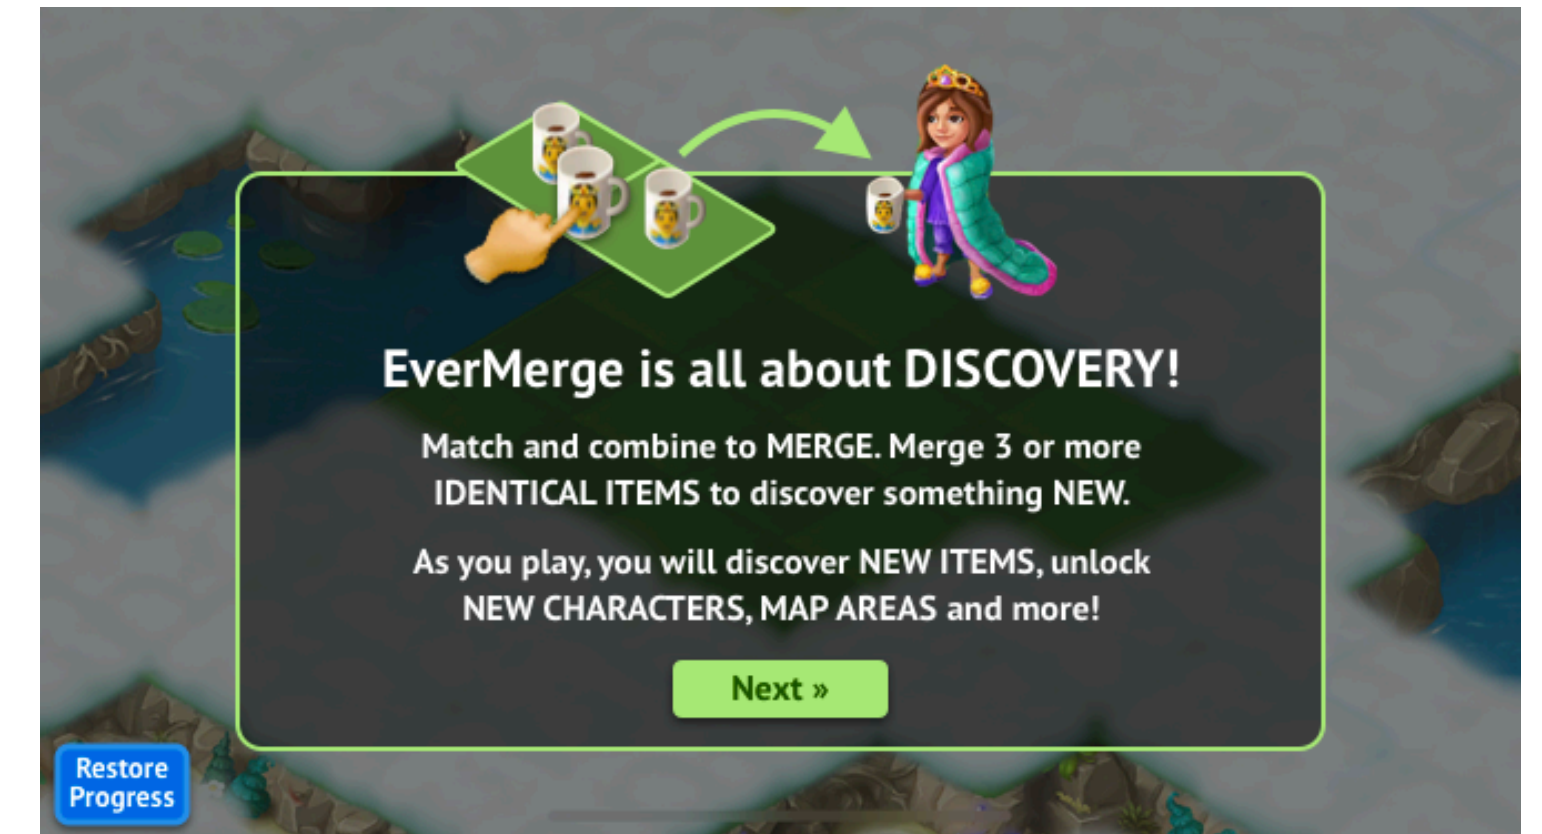 EverMerge is all about DISCOVERY!
Match and combine to MERGE. Merge 3 or more
IDENTICAL ITEMS to discover something NEW.
As you play, you will discover NEW ITEMS, unlock
NEW CHARACTERS, MAP AREAS and more!
Next »
Restore
Progress